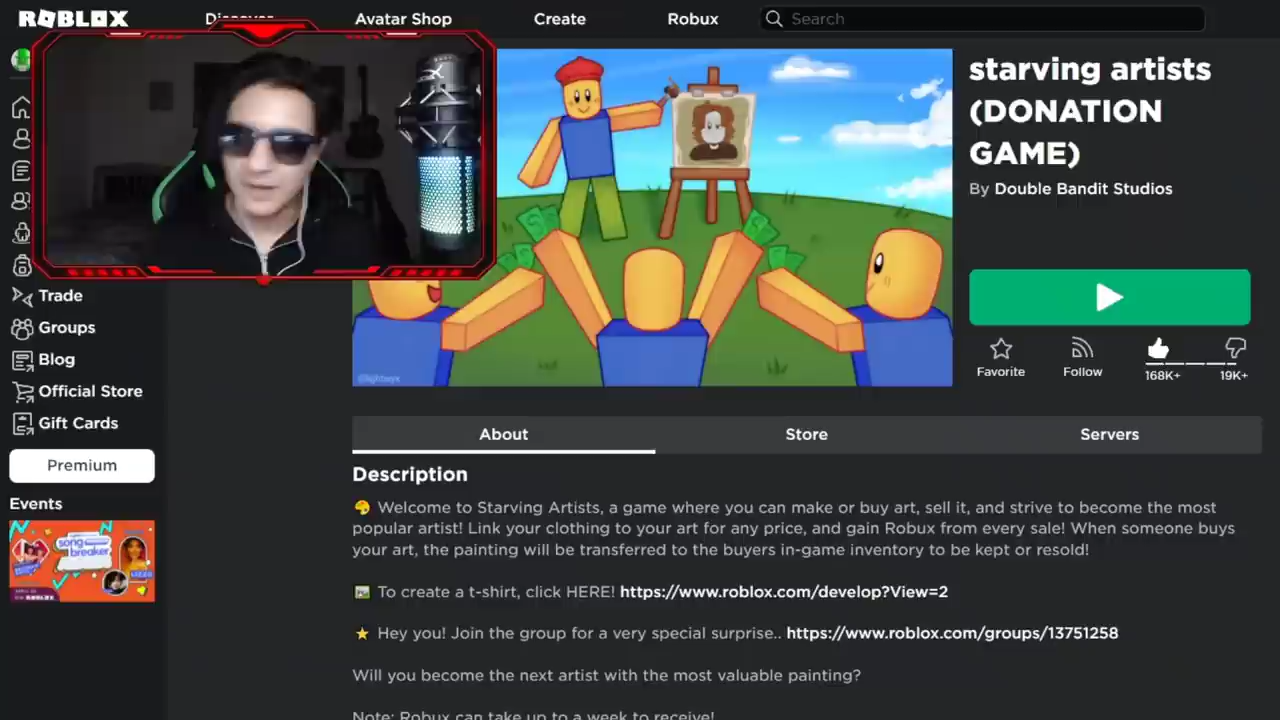 ROBLOX
Discover
Avatar Shop
Create
Robux
Search
starving artists
(DONATION
GAME)
By Double Bandit Studios
Trade
Groups
Blog
Official Store
Gift Cards
Premium
Events
song
breaker
Favorite
Follow
168K+
19K+
About
Store
Servers
Description
Welcome to Starving Artists, a game where you can make or buy art, sell it, and strive to become the most
popular artist! Link your clothing to your art for any price, and gain Robux from every sale! When someone buys
your art, the painting will be transferred to the buyers in-game inventory to be kept or resold!
To create a t-shirt, click HERE! https://www.roblox.com/develop?View=2
Hey you! Join the group for a very special surprise.. https://www.roblox.com/groups/13751258
Will you become the next artist with the most valuable painting?
Note: Robux can take up to a week to receive!